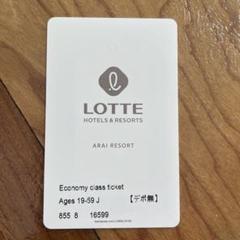 LOTTE
HOTELS & RESORTS
ARAI RESORT
Economy class ticket
Ages 19-59 J 【デポ無】
855 8 16599